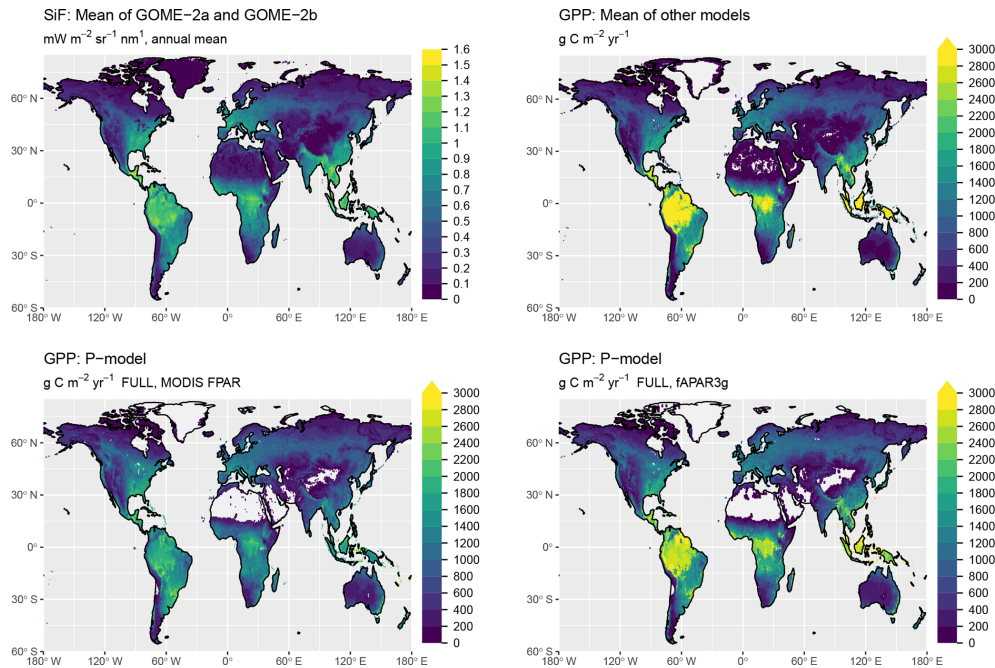 SiF: Mean of GOME−2a and GOME−2b
mW m−2 sr−1 nm1, annual mean
1.6
1.5
1.4
1.3
1.2
1.1
1
0.9
0.8
0.7
0.6
0.5
0.4
0.3
0.2
0.1
0
60° N
30° N
0°
30° S
60° S
180° W
120° W
60° W
0°
60° E
120° E
180° E
GPP: Mean of other models
g C m−2 yr−1
3000
2800
2600
2400
2200
2000
1800
1600
1400
1200
1000
800
600
400
200
0
60° N
30° N
0°
30° S
60° S
180° W
120° W
60° W
0°
60° E
120° E
180° E
GPP: P−model
g C m−2 yr−1 FULL, MODIS FPAR
3000
2800
2600
2400
2200
2000
1800
1600
1400
1200
1000
800
600
400
200
0
60° N
30° N
0°
30° S
60° S
180° W
120° W
60° W
0°
60° E
120° E
180° E
GPP: P−model
g C m−2 yr−1 FULL, fAPAR3g
3000
2800
2600
2400
2200
2000
1800
1600
1400
1200
1000
800
600
400
200
0
60° N
30° N
0°
30° S
60° S
180° W
120° W
60° W
0°
60° E
120° E
180° E